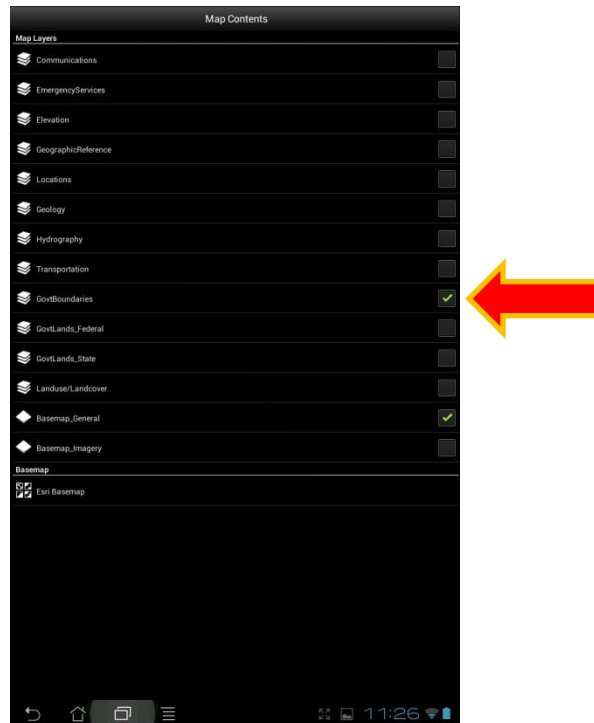 Map Contents
Map Layers
Communications
EmergencyServices
Elevation
GeographicReference
Locations
Geology
Hydrography
Transportation
GovtBoundaries
GovtLands_Federal
GovtLands_State
Landuse/Landcover
Basemap_General
Basemap_Imagery
Basemap
Esri Basemap
11:26